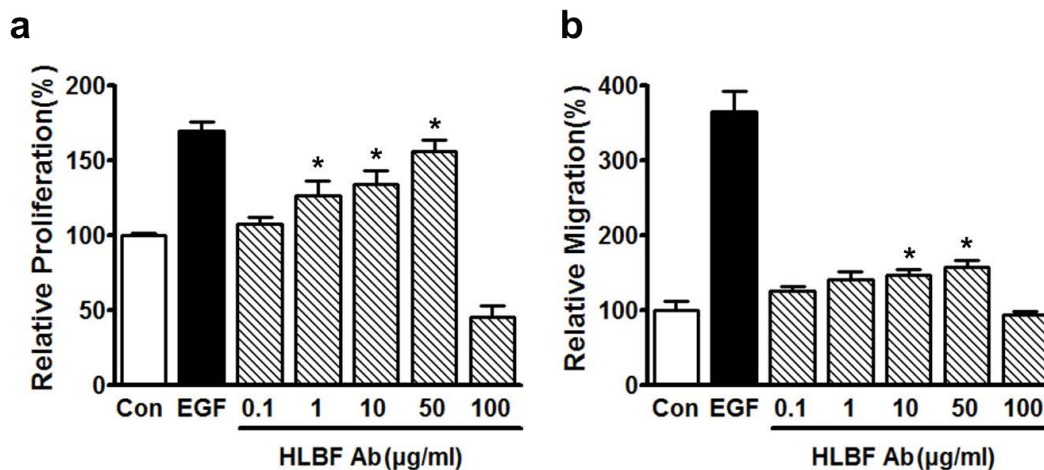 a
Relative Proliferation(%)
200
150
100
50
0
* * *
Con EGF 0.1 1 10 50 100
HLBF Ab(µg/ml)
b
Relative Migration(%)
400
300
200
100
0
* *
Con EGF 0.1 1 10 50 100
HLBF Ab(µg/ml)